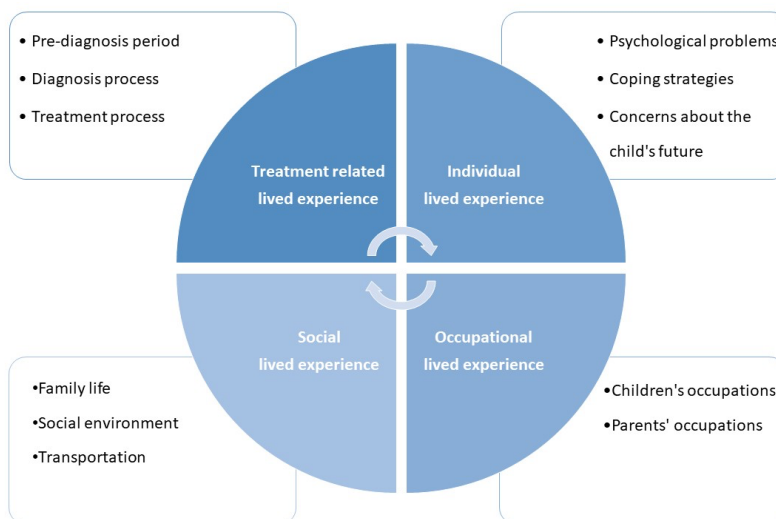 • Pre-diagnosis period
• Diagnosis process
• Treatment process
• Psychological problems
• Coping strategies
• Concerns about the
child's future
Treatment related
lived experience
Individual
lived experience
Social
lived experience
Occupational
lived experience
•Family life
•Social environment
•Transportation
•Children's occupations
•Parents' occupations